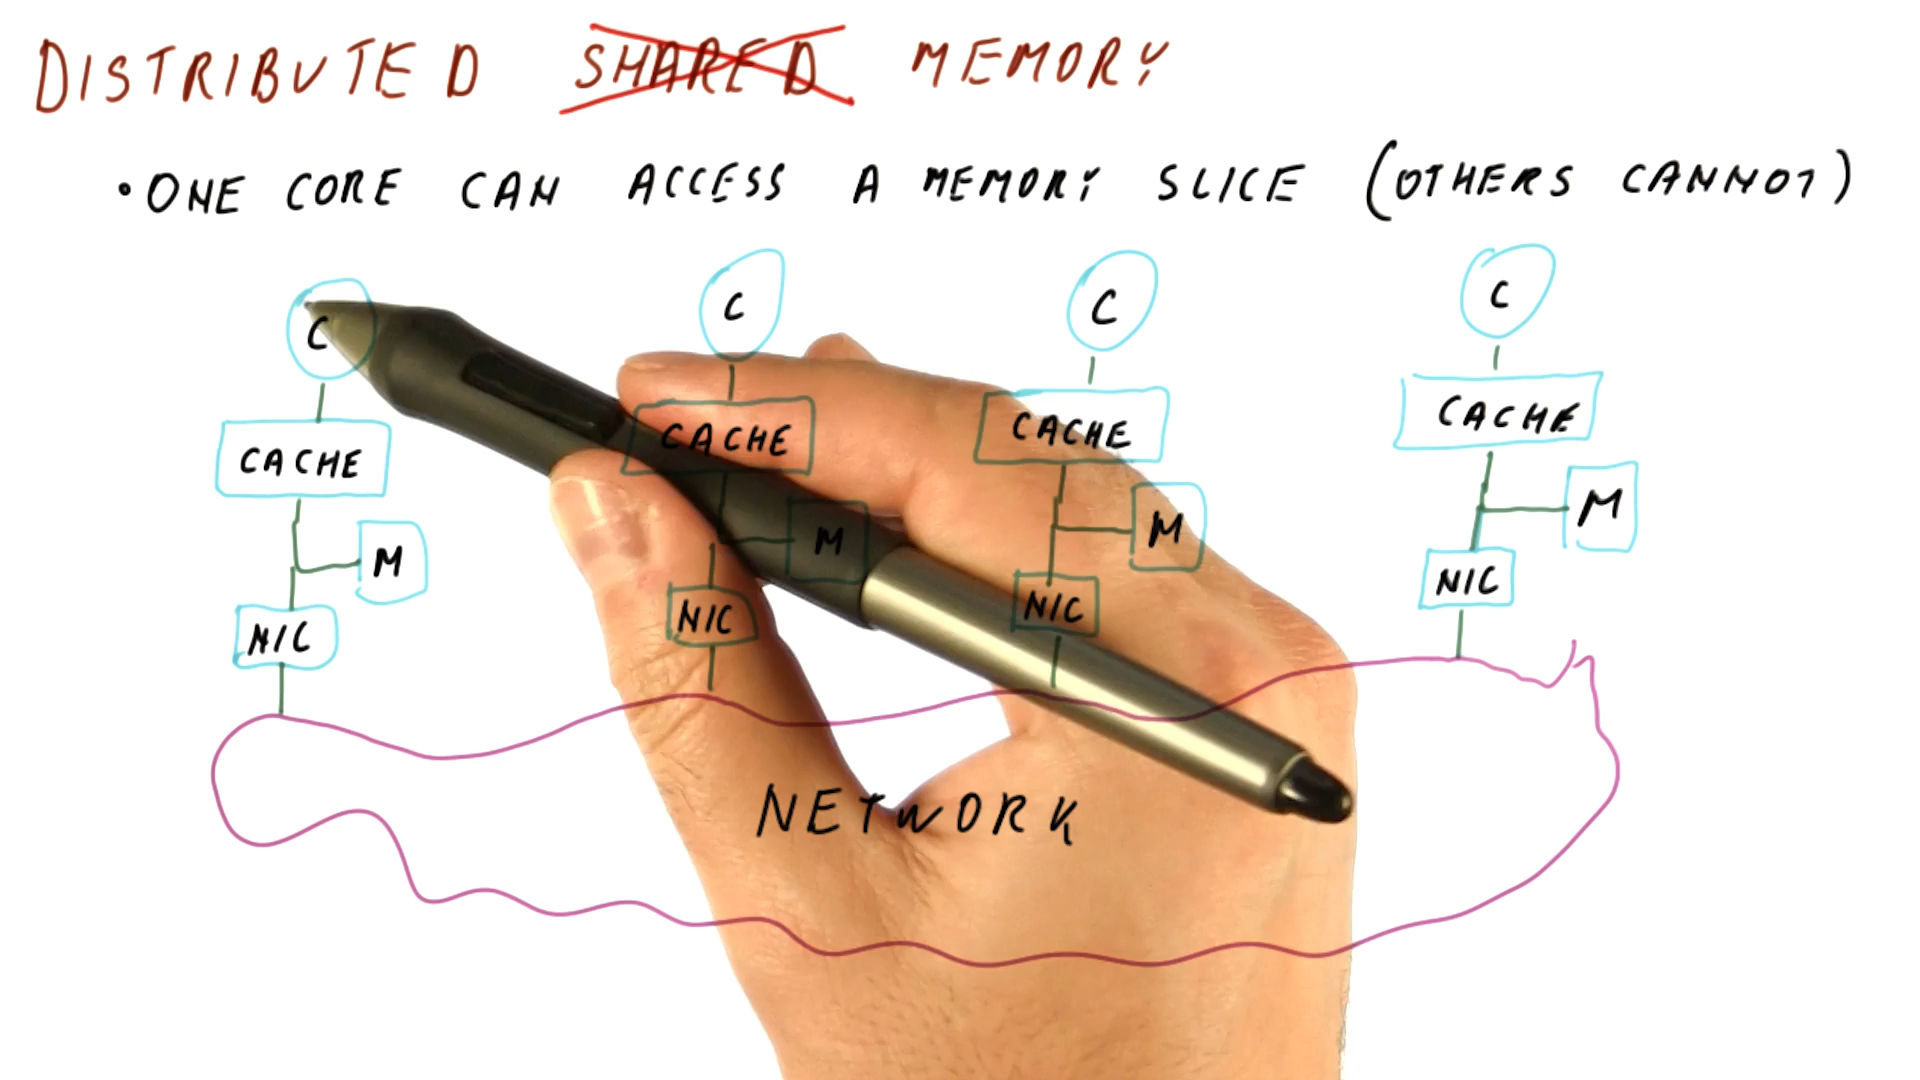 DISTRIBUTED SHARED MEMORY
• ONE CORE CAN ACCESS A MEMORY SLICE (OTHERS CANNOT)
C C C C
CACHE CACHE CACHE CACHE
M M M M
NIC NIC NIC NIC
NETWORK